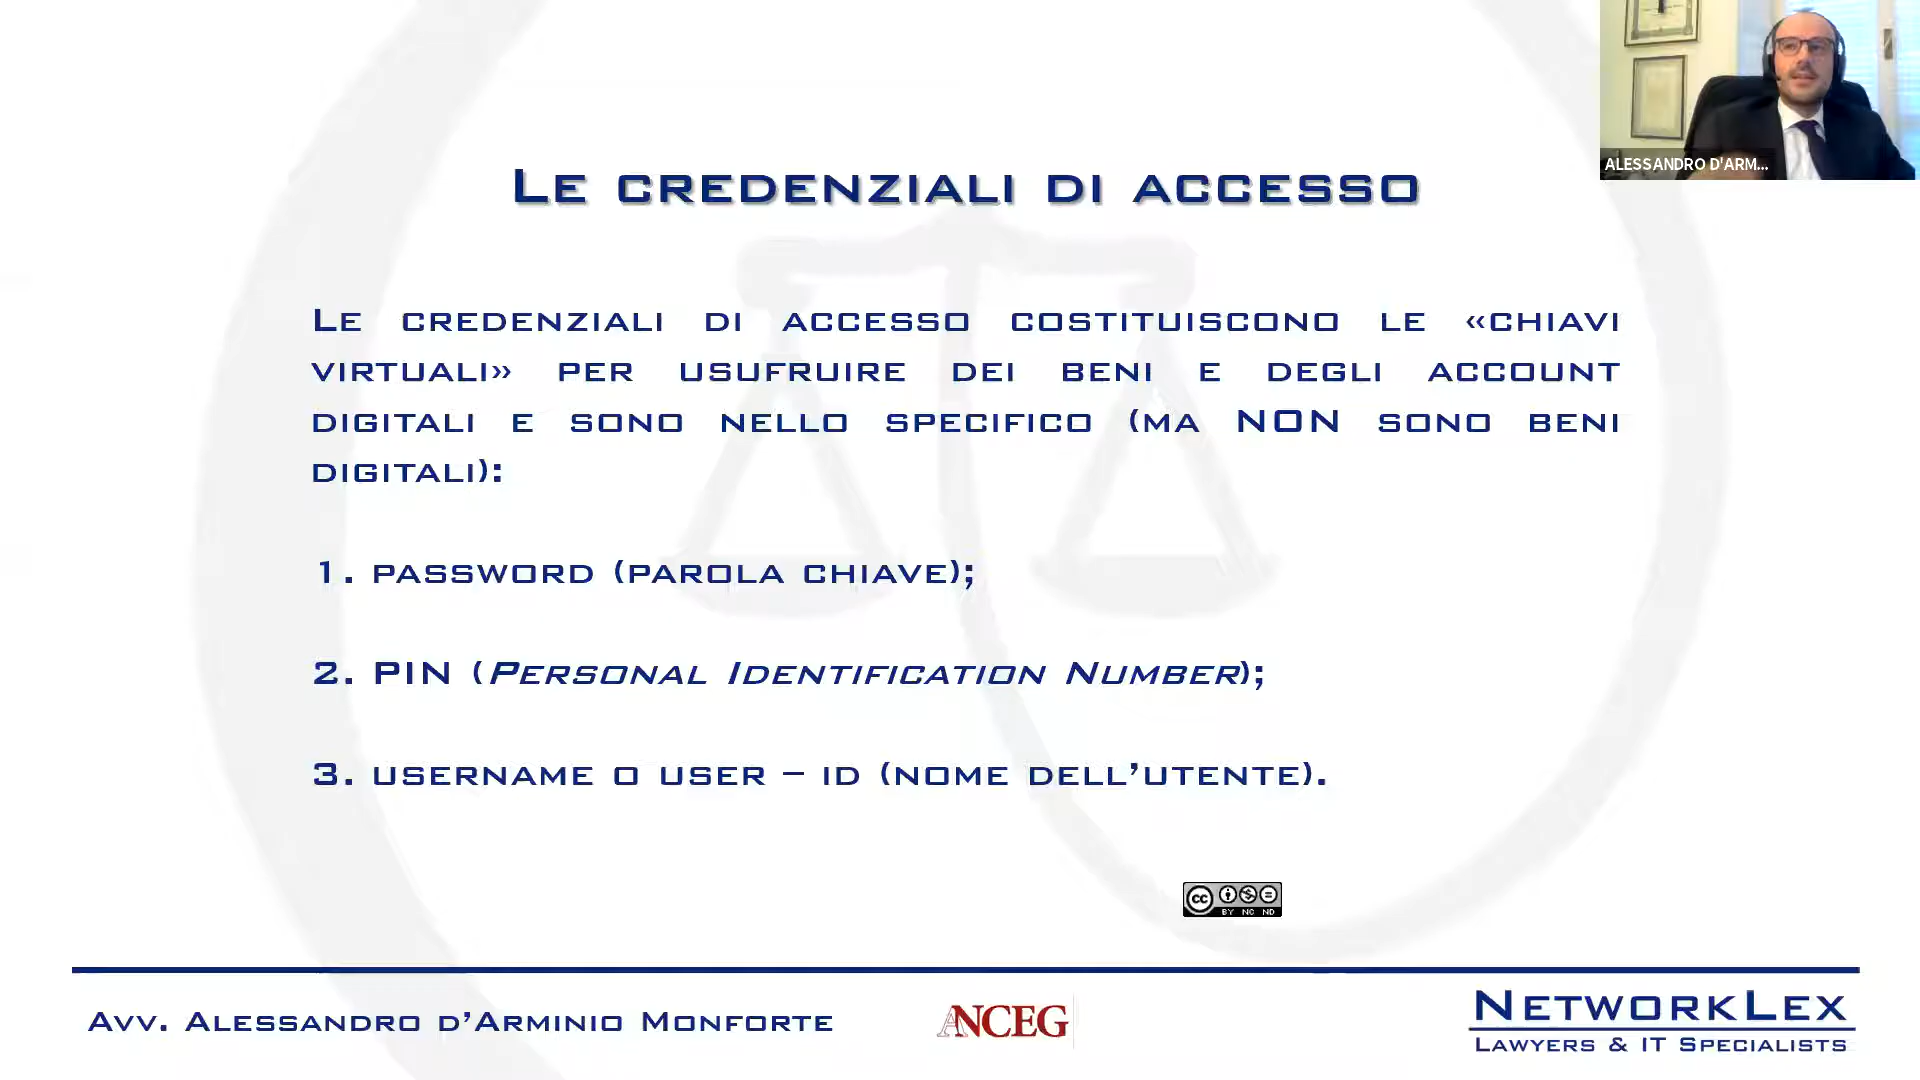 ALESSANDRO D'ARM...
Le credenziali di accesso
Le credenziali di accesso costituiscono le «chiavi
virtuali» per usufruire dei beni e degli account
digitali e sono nello specifico (ma NON sono beni
digitali):
1. password (parola chiave);
2. PIN (Personal Identification Number);
3. username o user – id (nome dell’utente).
cc BY NC ND
Avv. Alessandro d’Arminio Monforte
ANCEG
NetworkLex
Lawyers & IT Specialists